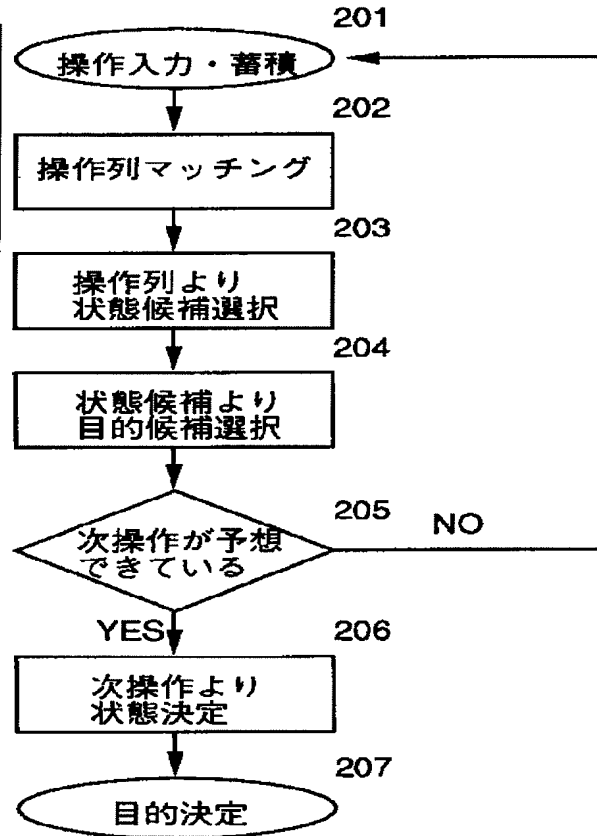 201
操作入力・蓄積
202
操作列マッチング
203
操作列より
状態候補選択
204
状態候補より
目的候補選択
205
次操作が予想
できている
NO
YES
206
次操作より
状態決定
207
目的決定